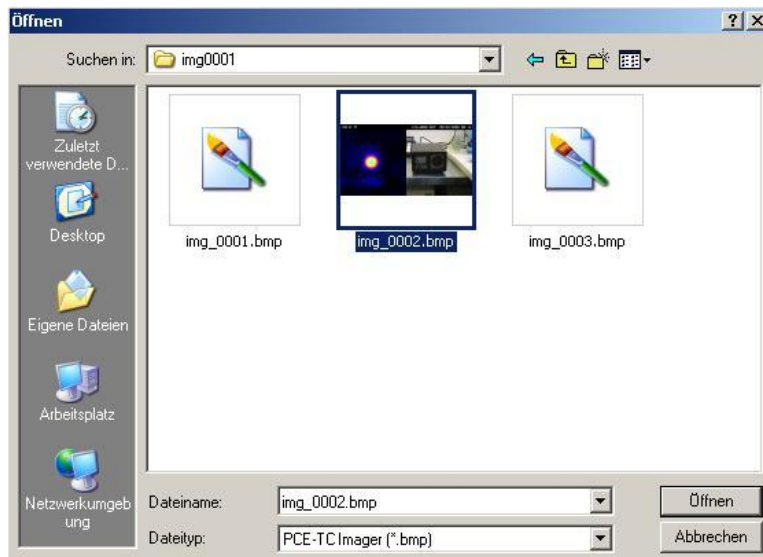 Öffnen
Suchen in:
img0001
Zuletzt
verwendete D...
Desktop
Eigene Dateien
Arbeitsplatz
Netzwerkumgeb
ung
img_0001.bmp
img_0002.bmp
img_0003.bmp
Dateiname:
img_0002.bmp
Öffnen
Dateityp:
PCE-TC Imager (*.bmp)
Abbrechen